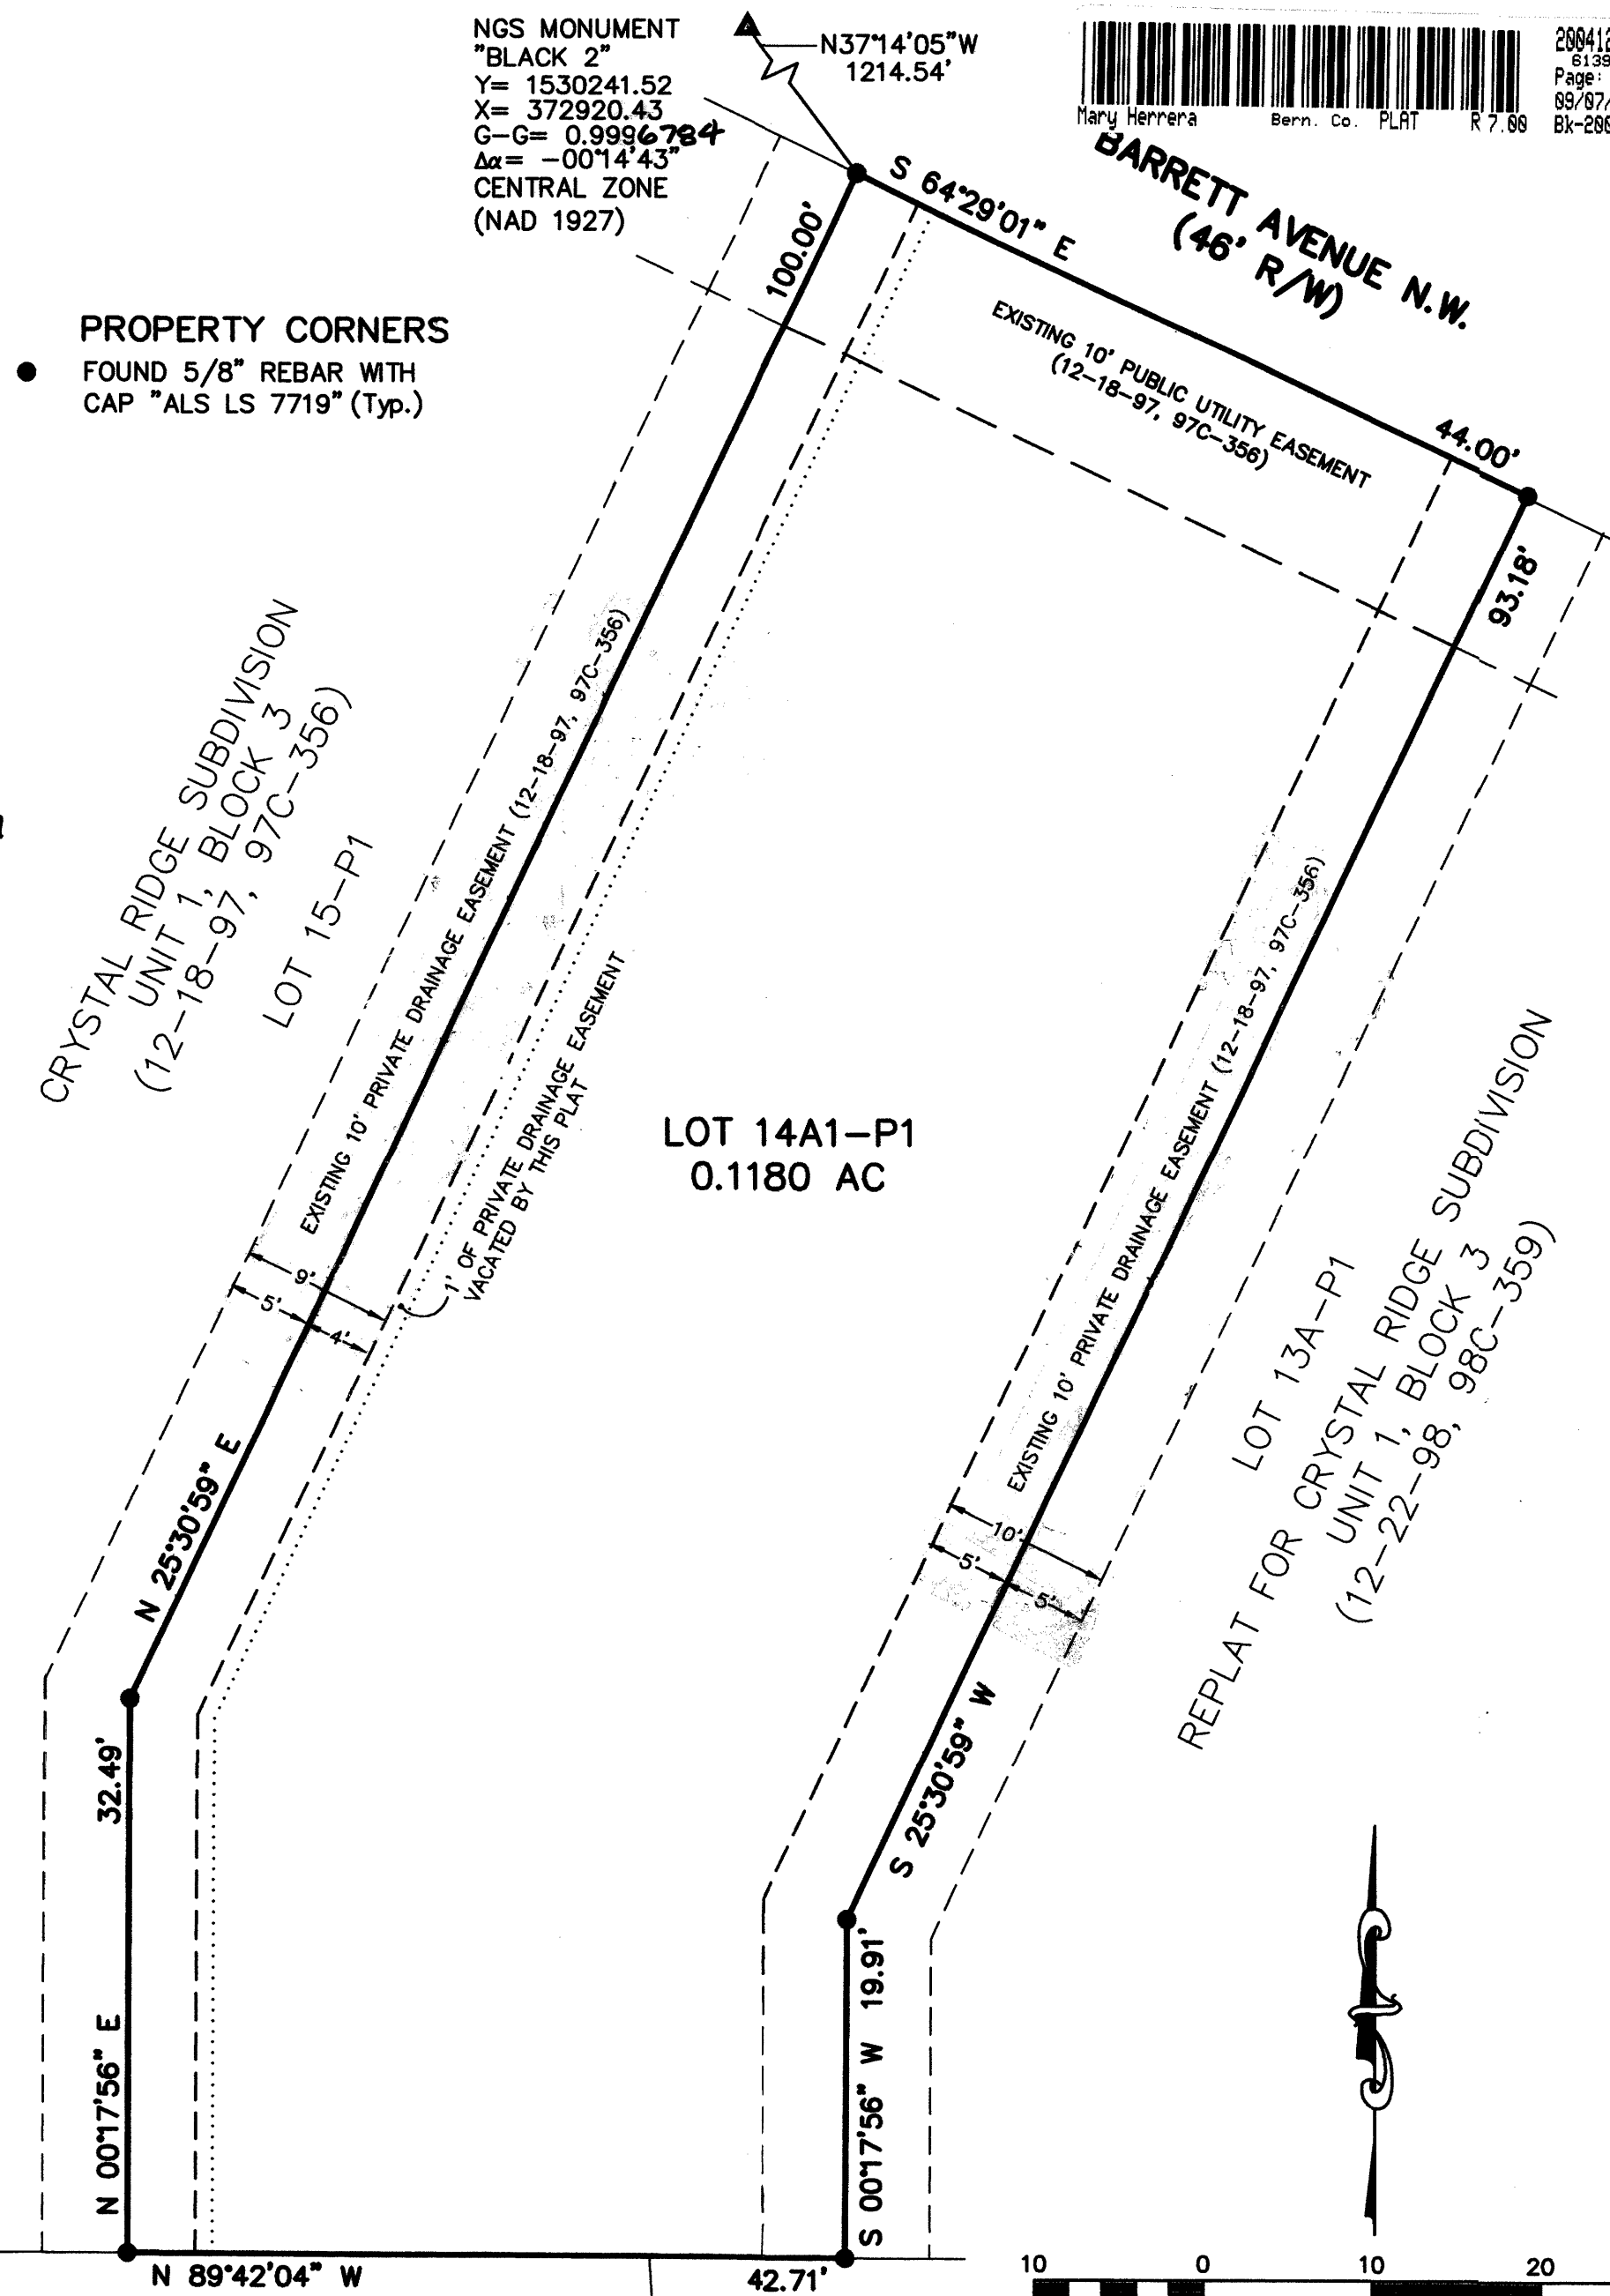 NGS MONUMENT
"BLACK 2"
Y= 1530241.52
X= 372920.43
G-G= 0.9996784
Δα= -00°14'43"
CENTRAL ZONE
(NAD 1927)
N37°14'05"W
1214.54'
Mary Herrera Bern. Co. PLAT R 7.00
Page:
BARRETT AVENUE N.W.
(46' R/W)
S 64°29'01" E
44.00'
100.00'
EXISTING 10' PUBLIC UTILITY EASEMENT
(12-18-97, 97C-356)
93.18'
PROPERTY CORNERS
FOUND 5/8" REBAR WITH
CAP "ALS LS 7719" (Typ.)
CRYSTAL RIDGE SUBDIVISION
UNIT 1, BLOCK 3
(12-18-97, 97C-356)
LOT 15-P1
EXISTING 10' PRIVATE DRAINAGE EASEMENT (12-18-97, 97C-356)
1' OF PRIVATE DRAINAGE EASEMENT
VACATED BY THIS PLAT
9'
5'
4'
LOT 14A1-P1
0.1180 AC
EXISTING 10' PRIVATE DRAINAGE EASEMENT (12-18-97, 97C-356)
10'
5'
5'
LOT 13A-P1
REPLAT FOR CRYSTAL RIDGE SUBDIVISION
UNIT 1, BLOCK 3
(12-22-98, 98C-359)
N 25°30'59" E
S 25°30'59" W
32.49'
N 00°17'56" E
19.91'
S 00°17'56" W
N 89°42'04" W
42.71'
10 0 10 20